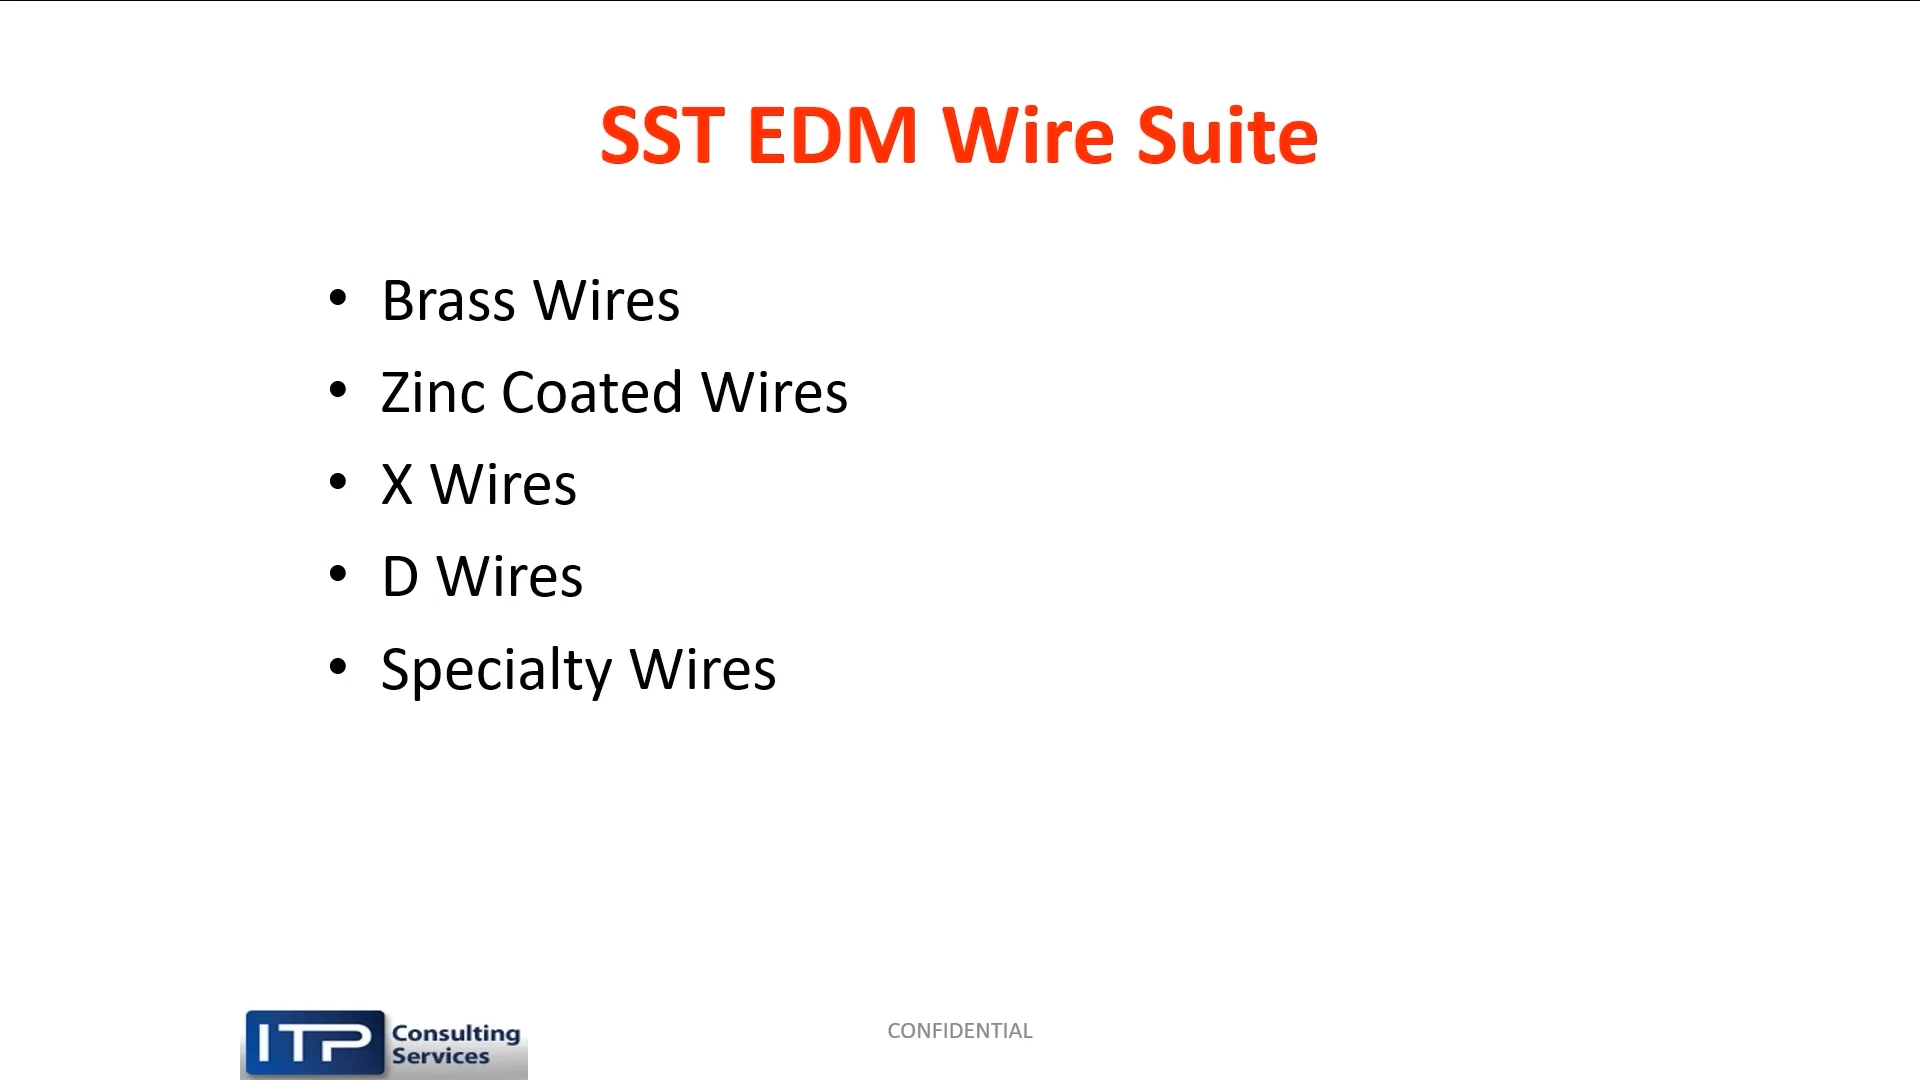 SST EDM Wire Suite
• Brass Wires
• Zinc Coated Wires
• X Wires
• D Wires
• Specialty Wires
ITP Consulting Services
CONFIDENTIAL